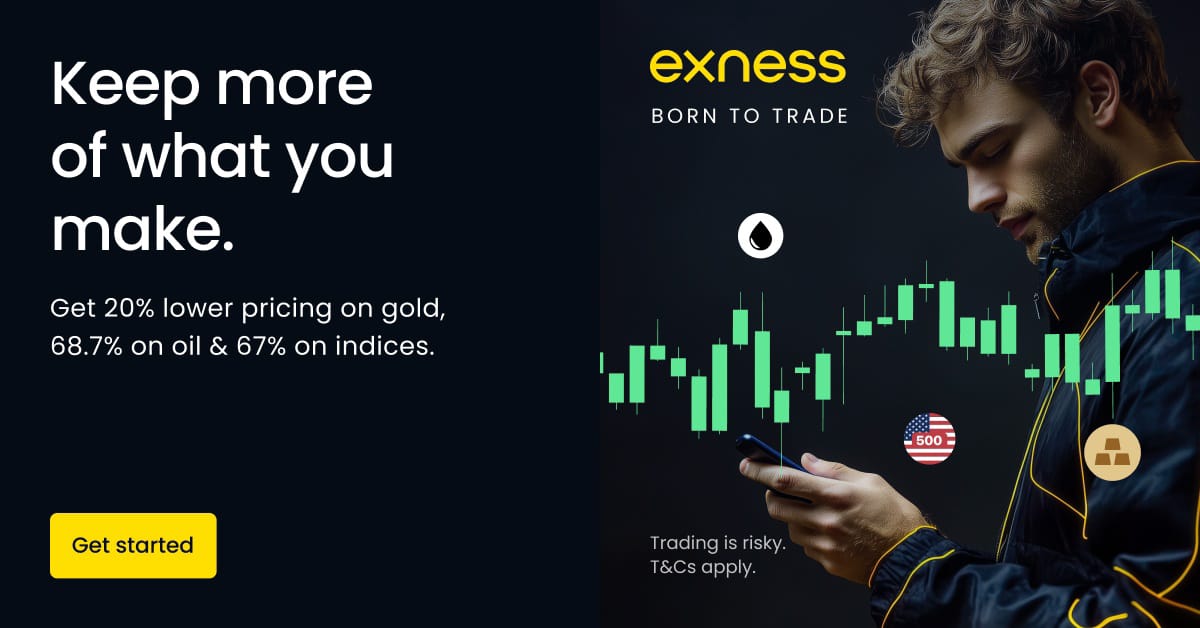 Keep more
of what you
make.
Get 20% lower pricing on gold,
68.7% on oil & 67% on indices.
Get started
exness
BORN TO TRADE
500
Trading is risky.
T&Cs apply.